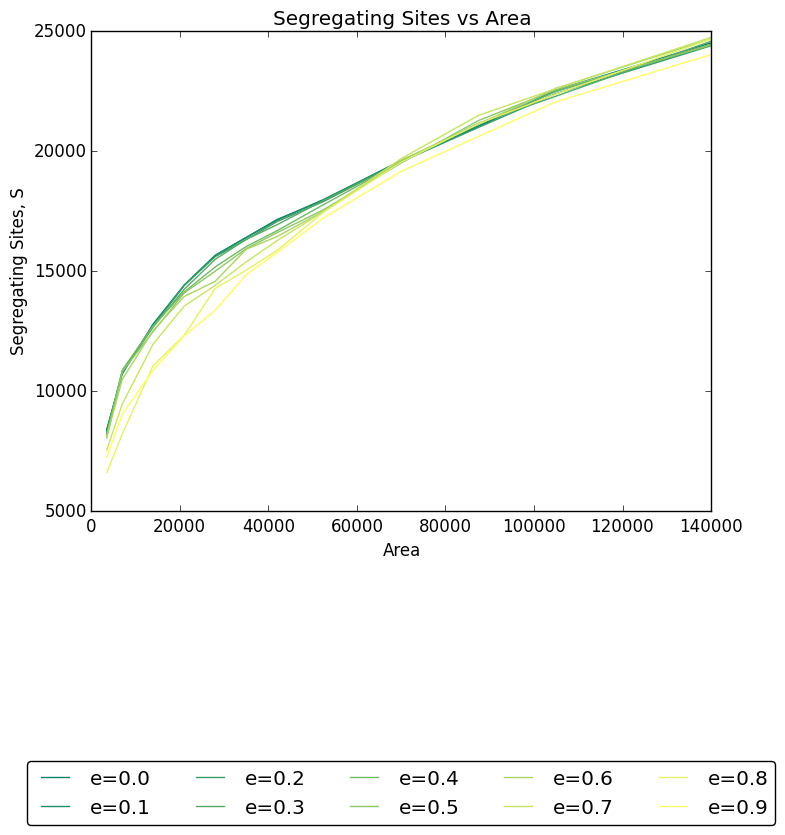 Segregating Sites vs Area
25000
20000
15000
10000
5000
Segregating Sites, S
0 20000 40000 60000 80000 100000 120000 140000
Area
e=0.0 e=0.2 e=0.4 e=0.6 e=0.8
e=0.1 e=0.3 e=0.5 e=0.7 e=0.9